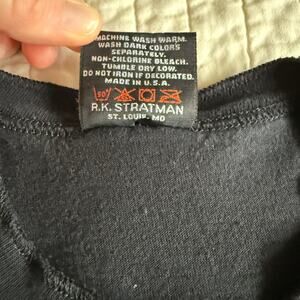 MACHINE WASH WARM.
WASH DARK COLORS
SEPARATELY.
NON-CHLORINE BLEACH.
TUMBLE DRY LOW.
DO NOT IRON IF DECORATED.
MADE IN U.S.A.
R.K. STRATMAN
ST. LOUIS, MO